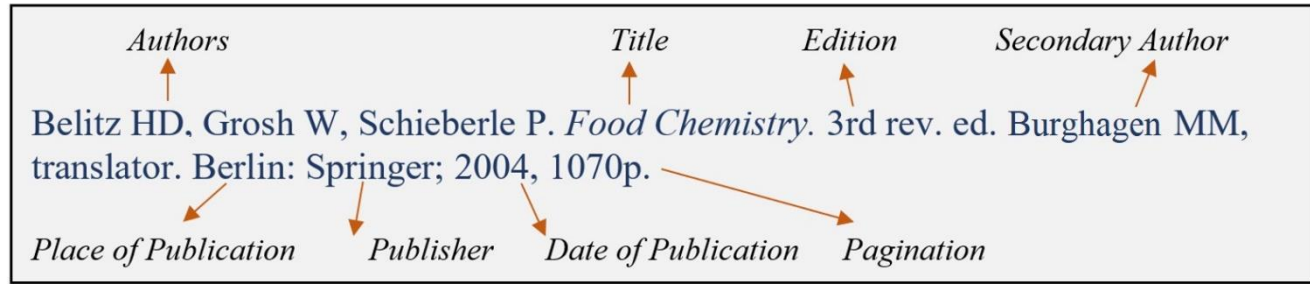 Authors Title Edition Secondary Author
Belitz HD, Grosh W, Schieberle P. Food Chemistry. 3rd rev. ed. Burghagen MM,
translator. Berlin: Springer; 2004, 1070p.
Place of Publication Publisher Date of Publication Pagination